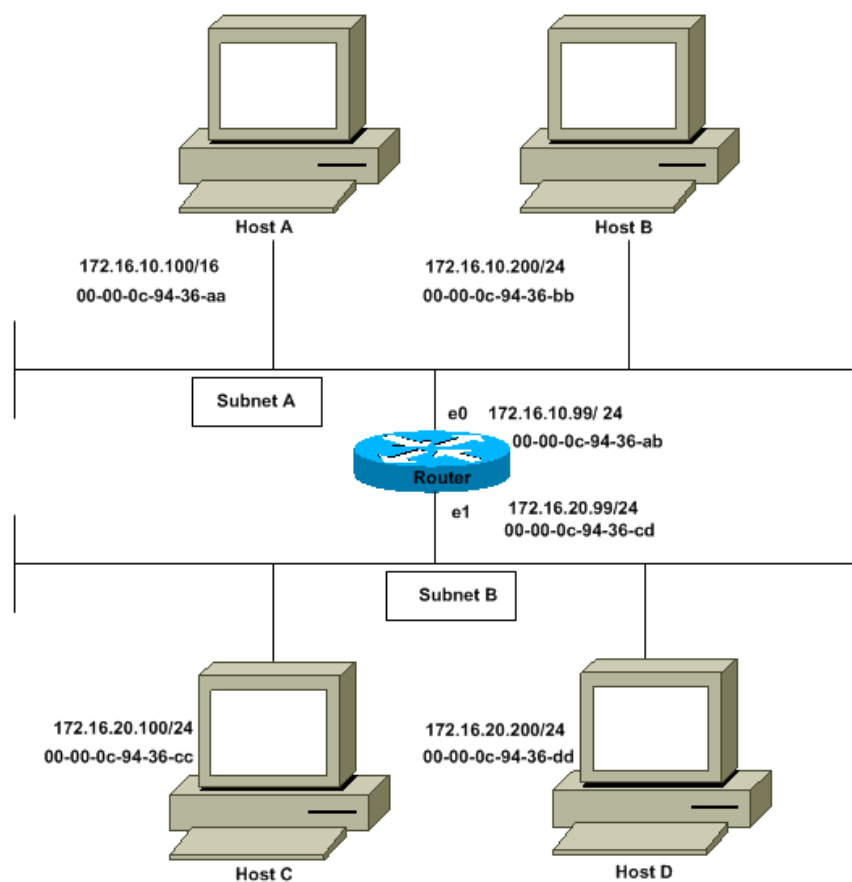 Host A
Host B
172.16.10.100/16
00-00-0c-94-36-aa
172.16.10.200/24
00-00-0c-94-36-bb
Subnet A
e0 172.16.10.99/ 24
00-00-0c-94-36-ab
Router
e1 172.16.20.99/24
00-00-0c-94-36-cd
Subnet B
172.16.20.100/24
00-00-0c-94-36-cc
172.16.20.200/24
00-00-0c-94-36-dd
Host C
Host D